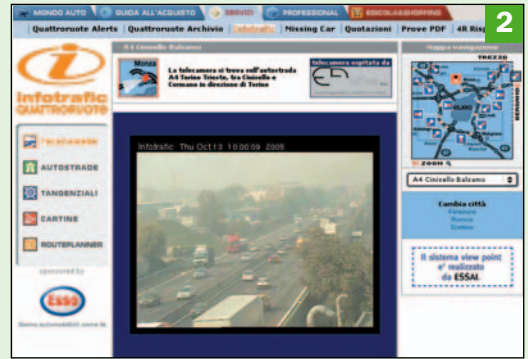 MONDO AUTO
GUIDA ALL'ACQUISTO
SERVIZI
PROFESSIONAL
EDICOLA&SHOPPING
2
Quattroruote Alerts
Quattroruote Archivio
Infotrafic
Missing Car
Quotazioni
Prove PDF
4R
A4 Cinisello Balsamo
Mappa navigazione
infotrafic
QUATTRORUOTE
Monza
La telecamera si trova sull'autostrada
A4 Torino Trieste, tra Cinisello e
Cormano in direzione di Torino
telecamera ospitata da
MILANO
ZOOM
A4 Cinisello Balsamo
Infotrafic Thu Oct 13 10:00:09 2005
AUTOSTRADE
TANGENZIALI
CARTINE
ROUTEPLANNER
Cambia città
Florence
Roma
Torino
Il sistema view point
e' realizzato
da ESSAI.
sponsored by
Esso